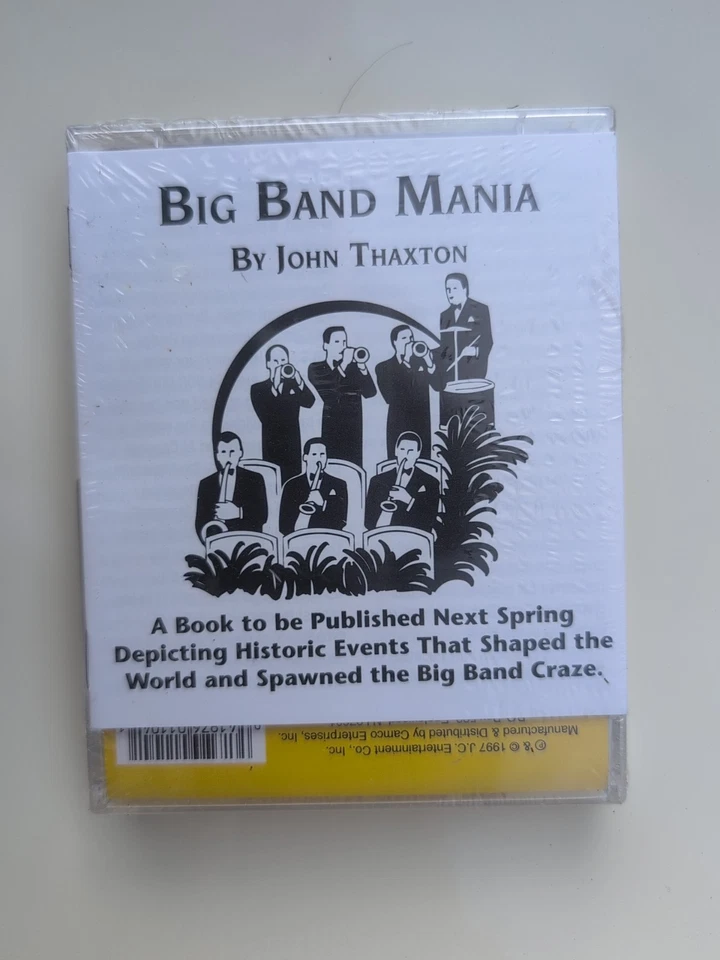 BIG BAND MANIA
BY JOHN THAXTON
A Book to be Published Next Spring
Depicting Historic Events That Shaped the
World and Spawned the Big Band Craze.
Manufactured & Distributed by Camco Enterprises, Inc.
℗ & © 1997 J.C. Entertainment Co., Inc.